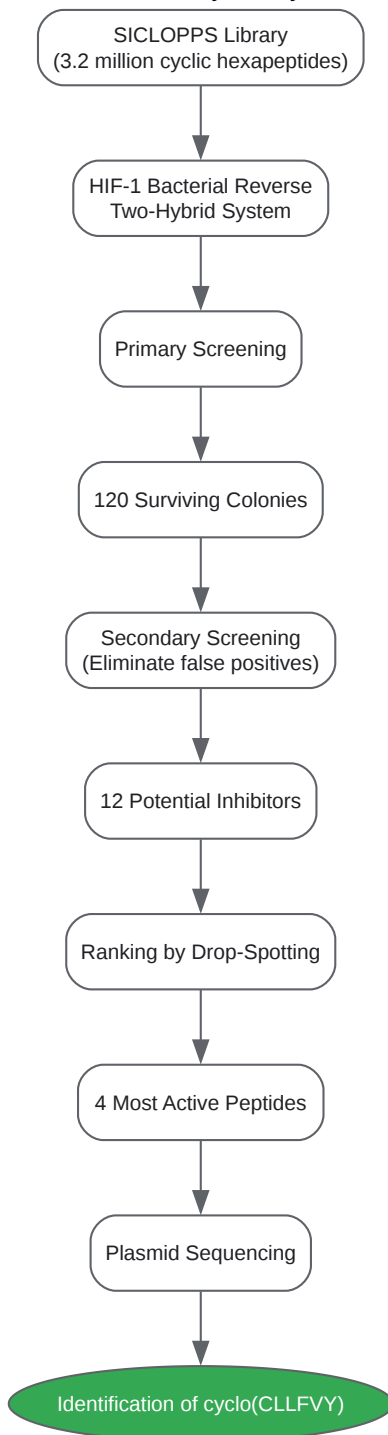 SICLOPPS Library
(3.2 million cyclic hexapeptides)
HIF-1 Bacterial Reverse
Two-Hybrid System
Primary Screening
120 Surviving Colonies
Secondary Screening
(Eliminate false positives)
12 Potential Inhibitors
Ranking by Drop-Spotting
4 Most Active Peptides
Plasmid Sequencing
Identification of cyclo(CLLFVY)